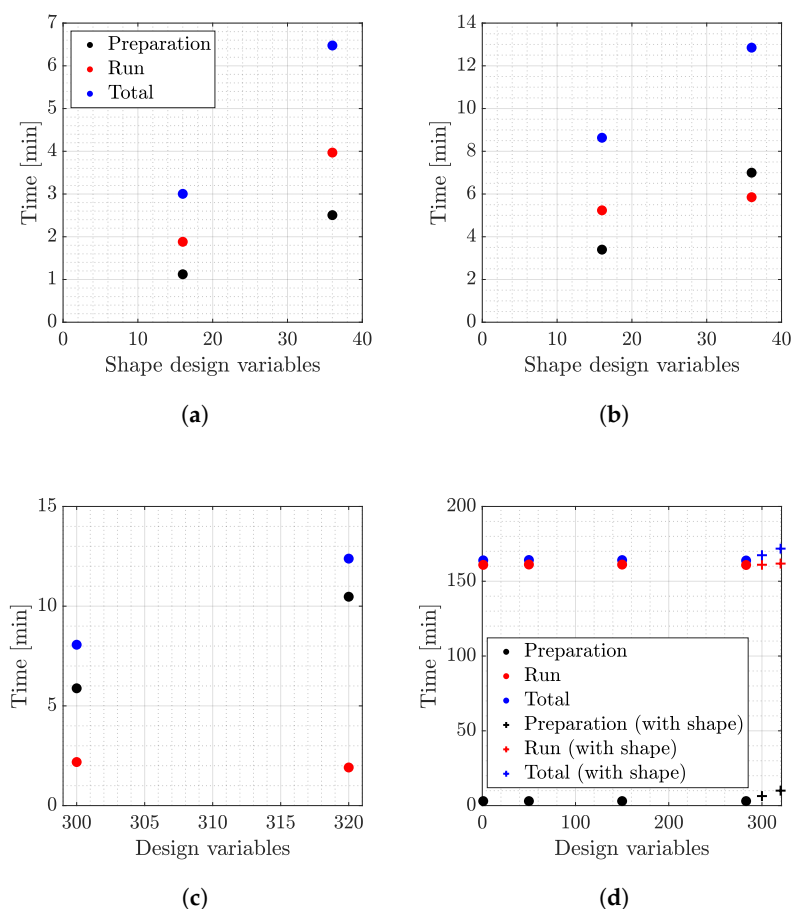 7
6
5
4
3
2
1
0
Time [min]
Preparation
Run
Total
0 10 20 30 40
Shape design variables
(a)
14
12
10
8
6
4
2
0
Time [min]
0 10 20 30 40
Shape design variables
(b)
15
10
5
0
Time [min]
300 305 310 315 320
Design variables
(c)
200
150
100
50
0
Time [min]
Preparation
Run
Total
Preparation (with shape)
Run (with shape)
Total (with shape)
0 100 200 300
Design variables
(d)